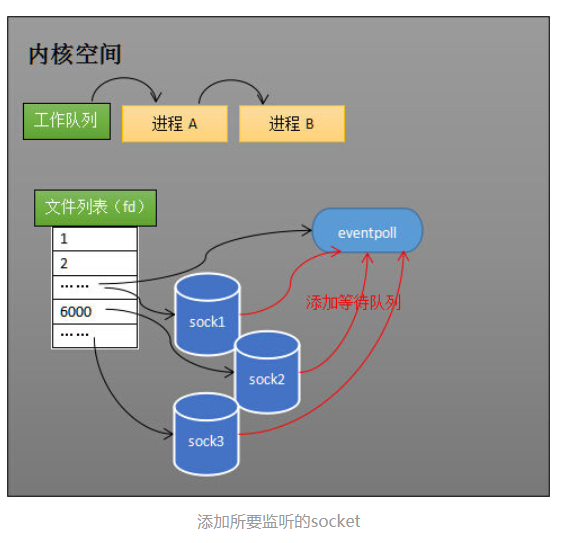 内核空间
工作队列
进程 A
进程 B
文件列表（fd）
1
2
……
6000
……
eventpoll
添加等待队列
sock1
sock2
sock3
添加所要监听的socket